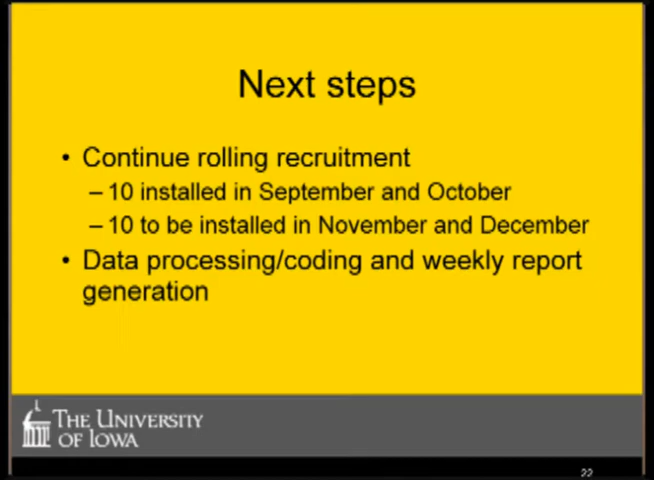 Next steps
• Continue rolling recruitment
– 10 installed in September and October
– 10 to be installed in November and December
• Data processing/coding and weekly report
generation
THE UNIVERSITY
OF IOWA
22